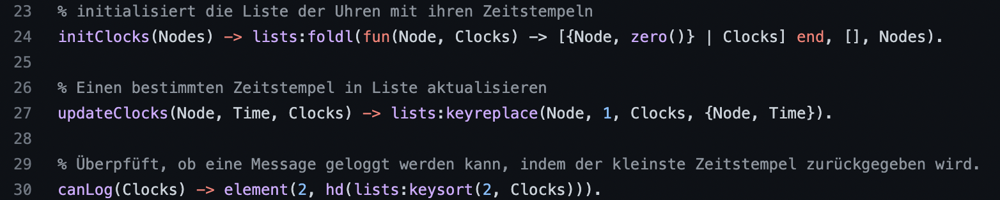 23 % initialisiert die Liste der Uhren mit ihren Zeitstempeln
24 initClocks(Nodes) -> lists:foldl(fun(Node, Clocks) -> [{Node, zero()} | Clocks] end, [], Nodes).
25
26 % Einen bestimmten Zeitstempel in Liste aktualisieren
27 updateClocks(Node, Time, Clocks) -> lists:keyreplace(Node, 1, Clocks, {Node, Time}).
28
29 % Überpfüft, ob eine Message geloggt werden kann, indem der kleinste Zeitstempel zurückgegeben wird.
30 canLog(Clocks) -> element(2, hd(lists:keysort(2, Clocks))).